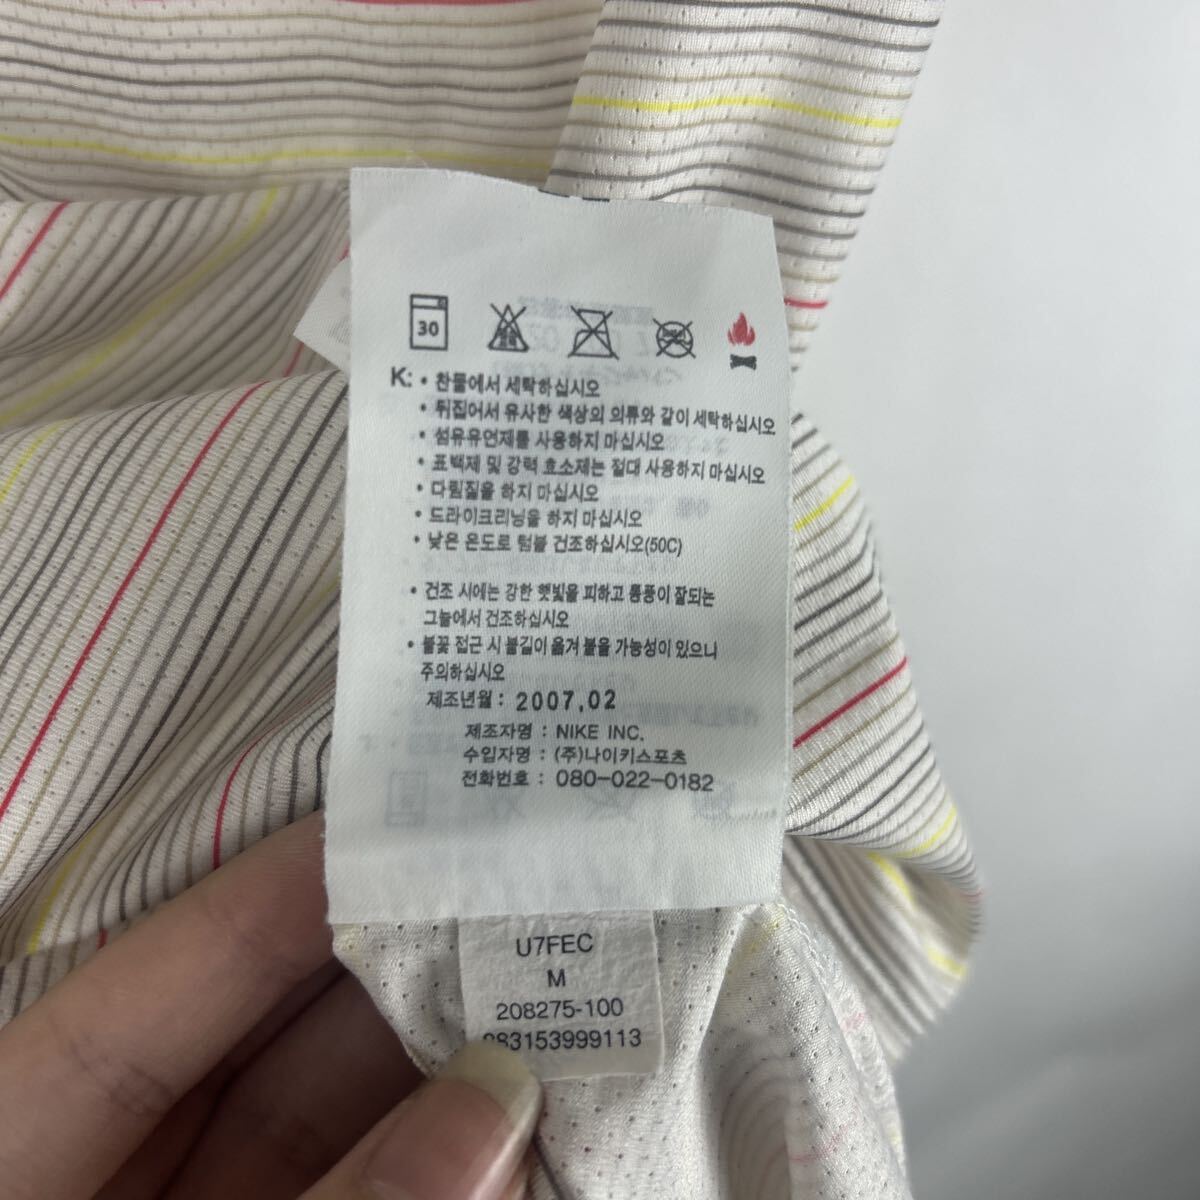 30
K: • 찬물에서 세탁하십시오
• 뒤집어서 유사한 색상의 의류와 같이 세탁하십시오
• 섬유유연제를 사용하지 마십시오
• 표백제 및 강력 효소제는 절대 사용하지 마십시오
• 다림질을 하지 마십시오
• 드라이크리닝을 하지 마십시오
• 낮은 온도로 텀블 건조하십시오(50C)
• 건조 시에는 강한 햇빛을 피하고 통풍이 잘되는
그늘에서 건조하십시오
• 불꽃 접근 시 불길이 옮겨 붙을 가능성이 있으니
주의하십시오
제조년월 : 2007.02
제조자명 : NIKE INC.
수입자명 : (주)나이키스포츠
전화번호 : 080-022-0182
U7FEC
M
208275-100
83153999113